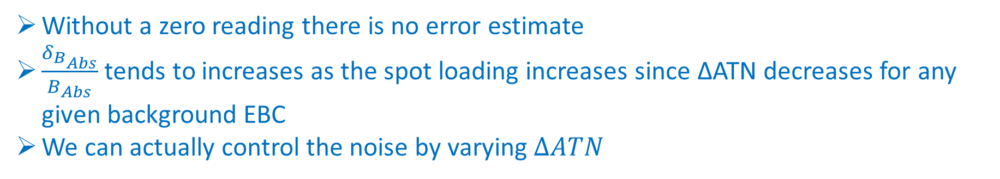 ➢ Without a zero reading there is no error estimate
➢ $\frac{\delta_{B_{Abs}}}{B_{Abs}}$ tends to increases as the spot loading increases since ΔATN decreases for any
given background EBC
➢ We can actually control the noise by varying Δ𝐴𝑇𝑁